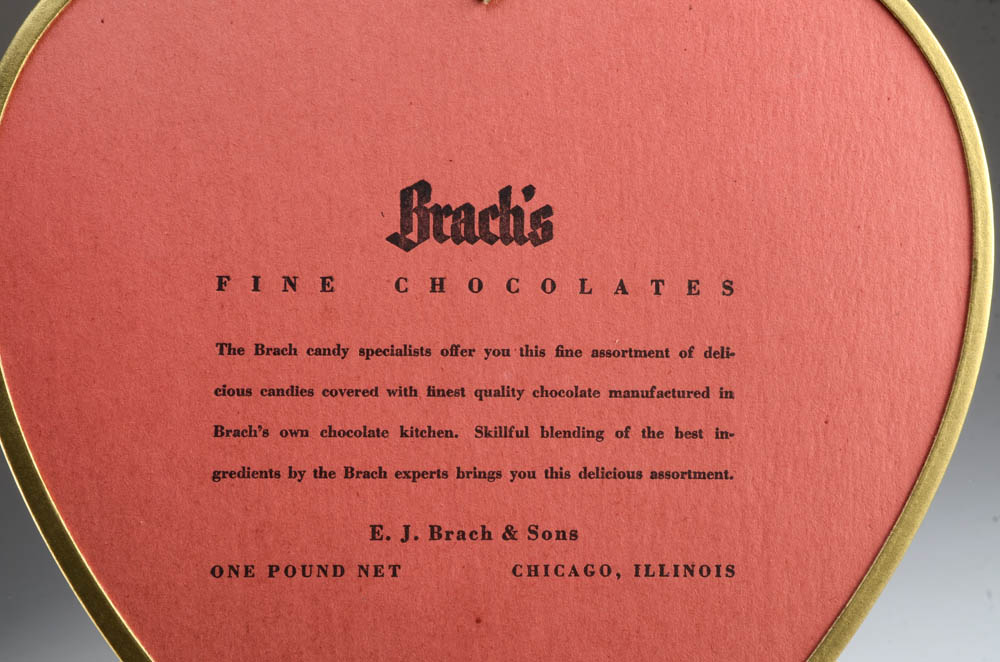 Brach's
FINE CHOCOLATES
The Brach candy specialists offer you this fine assortment of deli-
cious candies covered with finest quality chocolate manufactured in
Brach's own chocolate kitchen. Skillful blending of the best in-
gredients by the Brach experts brings you this delicious assortment.
E. J. Brach & Sons
ONE POUND NET CHICAGO, ILLINOIS